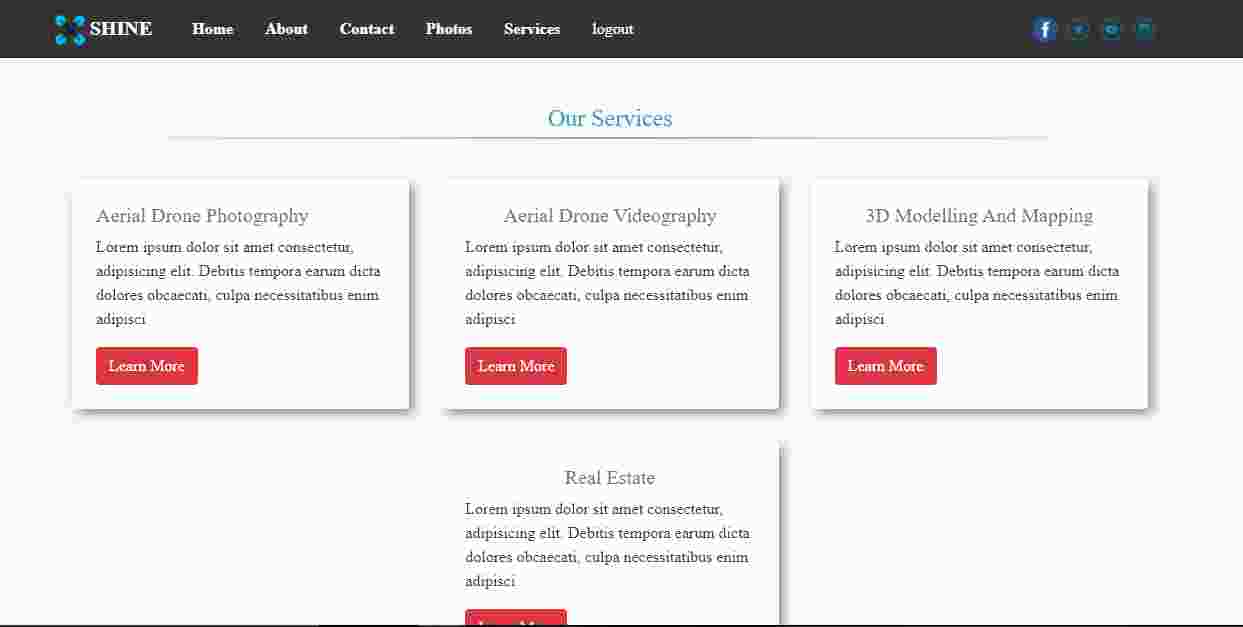 SHINE Home About Contact Photos Services logout
Our Services
Aerial Drone Photography
Lorem ipsum dolor sit amet consectetur,
adipisicing elit. Debitis tempora earum dicta
dolores obcaecati, culpa necessitatibus enim
adipisci
Learn More
Aerial Drone Videography
Lorem ipsum dolor sit amet consectetur,
adipisicing elit. Debitis tempora earum dicta
dolores obcaecati, culpa necessitatibus enim
adipisci
Learn More
3D Modelling And Mapping
Lorem ipsum dolor sit amet consectetur,
adipisicing elit. Debitis tempora earum dicta
dolores obcaecati, culpa necessitatibus enim
adipisci
Learn More
Real Estate
Lorem ipsum dolor sit amet consectetur,
adipisicing elit. Debitis tempora earum dicta
dolores obcaecati, culpa necessitatibus enim
adipisci